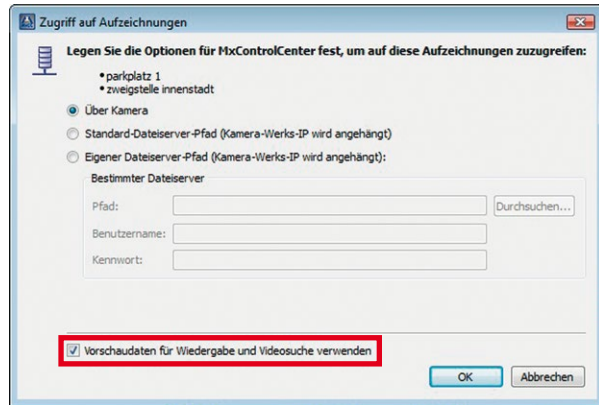 Zugriff auf Aufzeichnungen
Legen Sie die Optionen für MxControlCenter fest, um auf diese Aufzeichnungen zuzugreifen:
• parkplatz 1
• zweigstelle innenstadt
Über Kamera
Standard-Dateiserver-Pfad (Kamera-Werks-IP wird angehängt)
Eigener Dateiserver-Pfad (Kamera-Werks-IP wird angehängt):
Bestimmter Dateiserver
Pfad:
Durchsuchen...
Benutzername:
Kennwort:
Vorschaudaten für Wiedergabe und Videosuche verwenden
OK
Abbrechen